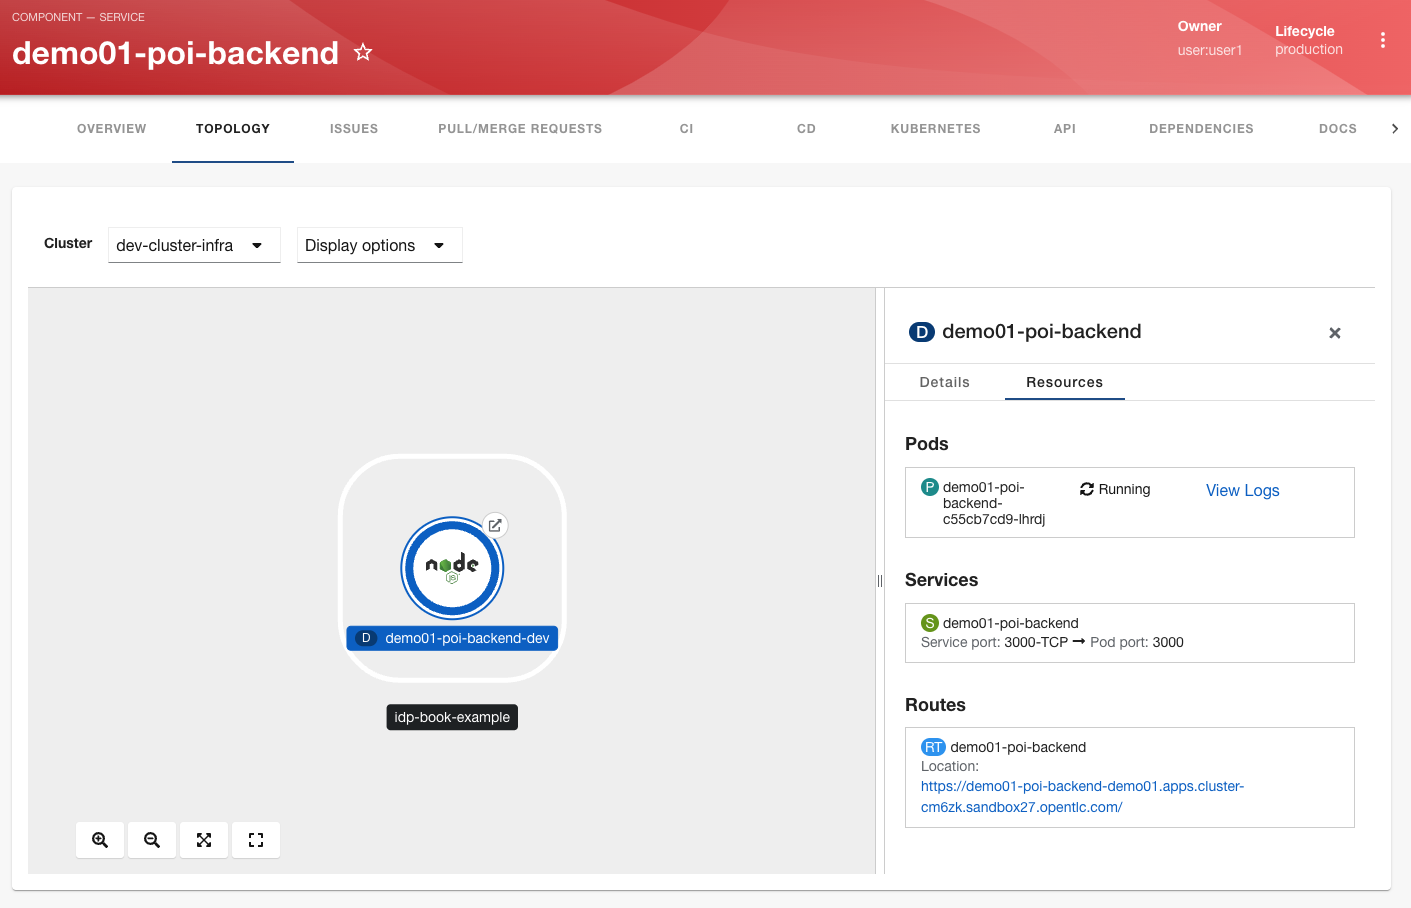 COMPONENT — SERVICE
demo01-poi-backend
Owner
user:user1
Lifecycle
production
OVERVIEW
TOPOLOGY
ISSUES
PULL/MERGE REQUESTS
CI
CD
KUBERNETES
API
DEPENDENCIES
DOCS
Cluster
dev-cluster-infra
Display options
node
JS
D demo01-poi-backend-dev
idp-book-example
D demo01-poi-backend
Details
Resources
Pods
P demo01-poi-
backend-
c55cb7cd9-lhrdj
Running
View Logs
Services
S demo01-poi-backend
Service port: 3000-TCP → Pod port: 3000
Routes
RT demo01-poi-backend
Location:
https://demo01-poi-backend-demo01.apps.cluster-
cm6zk.sandbox27.opentlc.com/